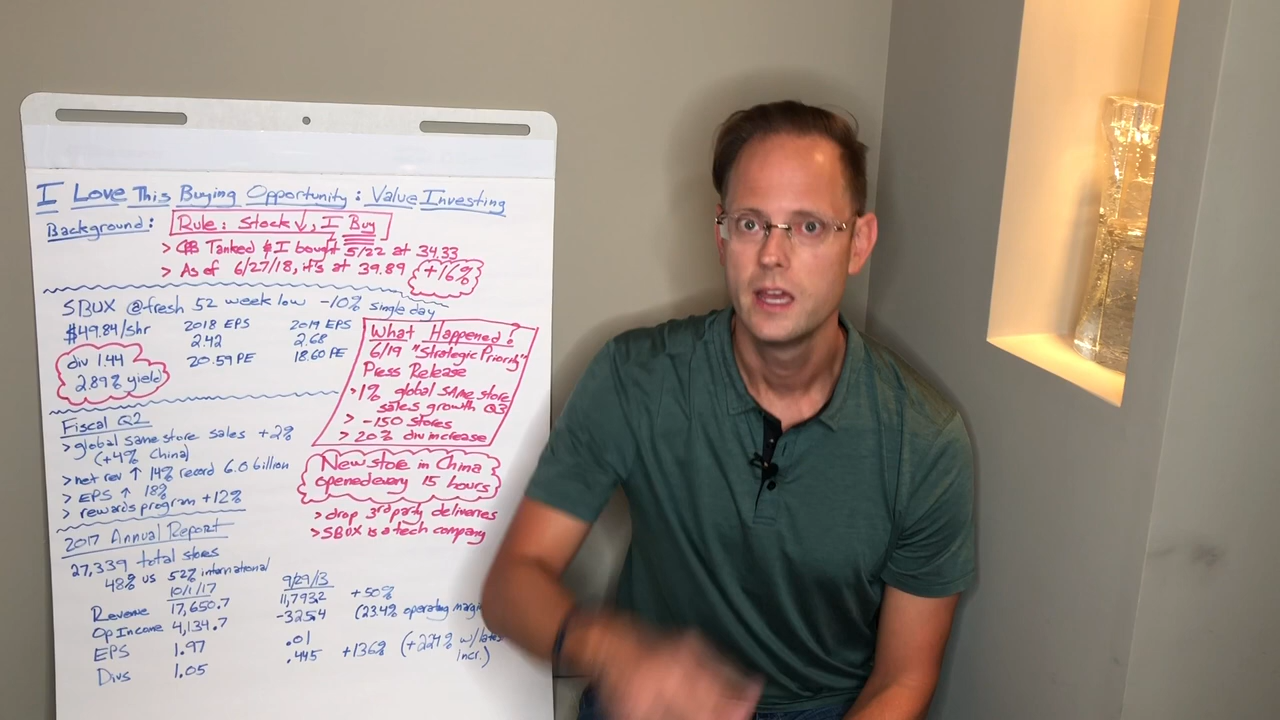 I Love This Buying Opportunity: Value Investing
Background: Rule: Stock ↓, I Buy
> Tanked & I bought 5/22 at 34.33
> As of 6/27/18, it's at 39.89 +16%
SBUX @ fresh 52 week low -10% single day
$49.84/shr 2018 EPS 2019 EPS
2.42 2.68
20.59 PE 18.60 PE
div 1.44
2.89% yield
What Happened?
6/19 "Strategic Priority"
Press Release
>1% global same store
sales growth Q3
> -150 stores
> 20% div increase
Fiscal Q2
> global same store sales +2%
(+4% China)
> net rev ↑ 14% record 6.0 billion
> EPS ↑ 18%
> rewards program +12%
New store in China
opened every 15 hours
> drop 3rd party deliveries
> SBUX is a tech company
2017 Annual Report
27,339 total stores
48% US 52% international
10/1/17 9/29/13
Revenue 17,650.7 11,793.2 +50%
Op Income 4,134.7 -325.4 (23.4% operating
EPS 1.97 .01
Divs 1.05 .445 +136% (+224% w/
incr.)